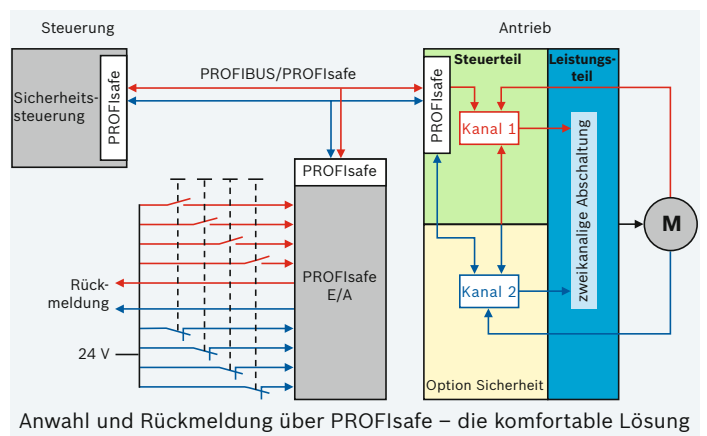 Steuerung
Antrieb
Sicherheits-
steuerung
PROFIsafe
PROFIBUS/PROFIsafe
PROFIsafe
Steuerteil
Leistungs-
teil
Kanal 1
zweikanalige Abschaltung
M
PROFIsafe
PROFIsafe
E/A
Rück-
meldung
24 V
Kanal 2
Option Sicherheit
Anwahl und Rückmeldung über PROFIsafe – die komfortable Lösung